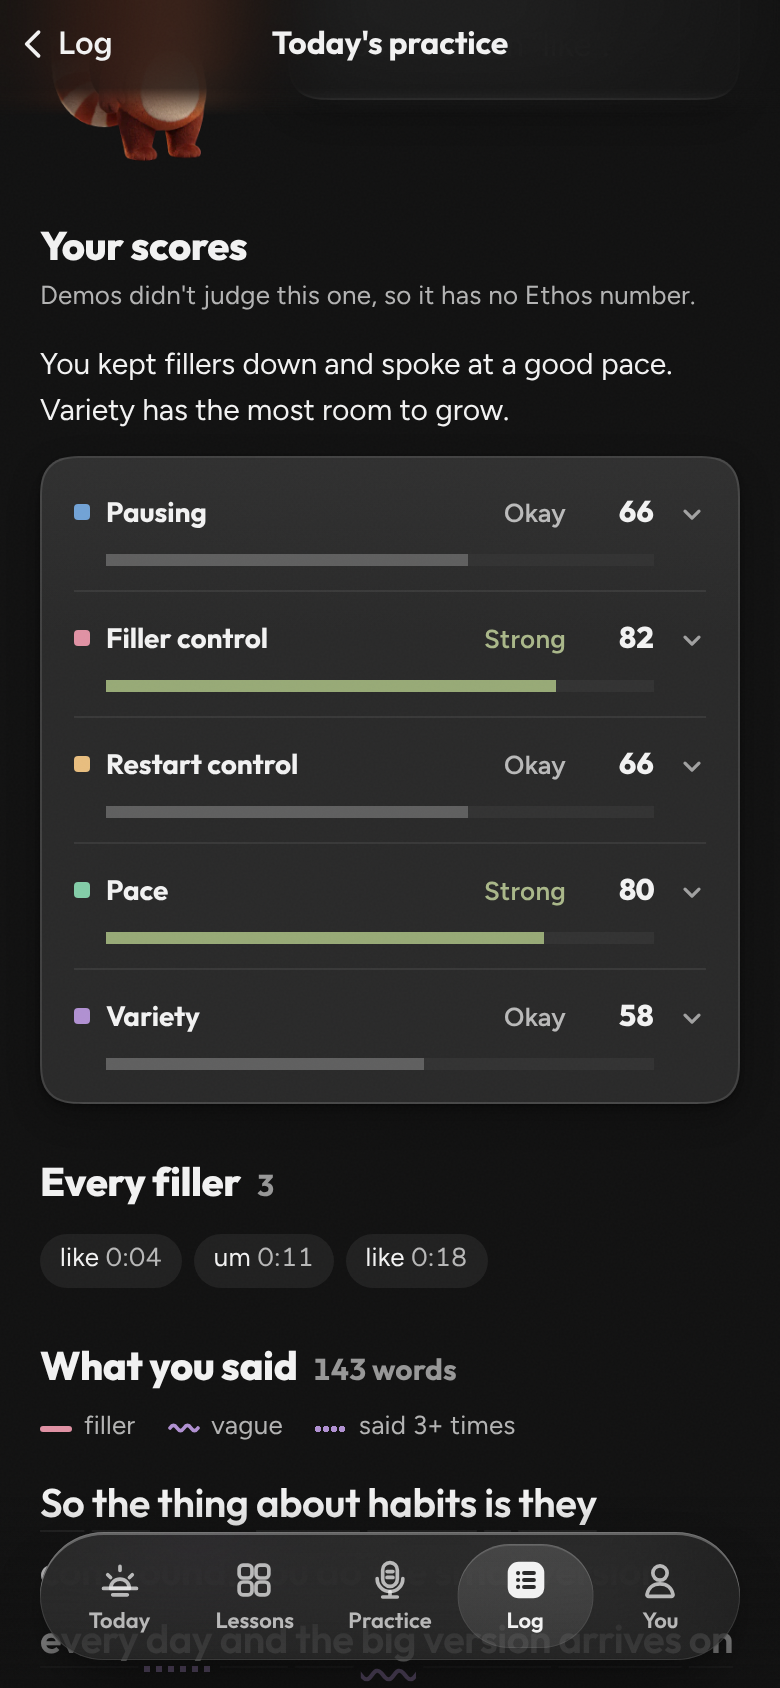 Log
Today's practice
Your scores
Demos didn't judge this one, so it has no Ethos number.
You kept fillers down and spoke at a good pace.
Variety has the most room to grow.
Pausing Okay 66
Filler control Strong 82
Restart control Okay 66
Pace Strong 80
Variety Okay 58
Every filler 3
like 0:04 um 0:11 like 0:18
What you said 143 words
filler vague said 3+ times
So the thing about habits is they
Today Lessons Practice Log You
every day and the big version arrives on